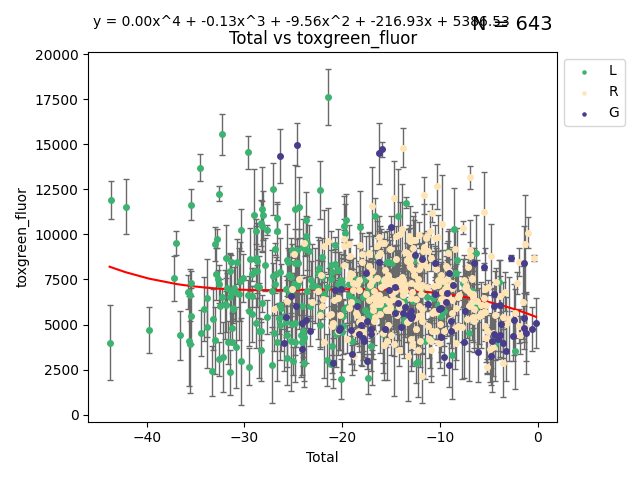 y = 0.00x^4 + -0.13x^3 + -9.56x^2 + -216.93x + 5386.53
N = 643
Total vs toxgreen_fluor
20000
17500
15000
12500
10000
7500
5000
2500
0
toxgreen_fluor
−40
−30
−20
−10
0
Total
L
R
G